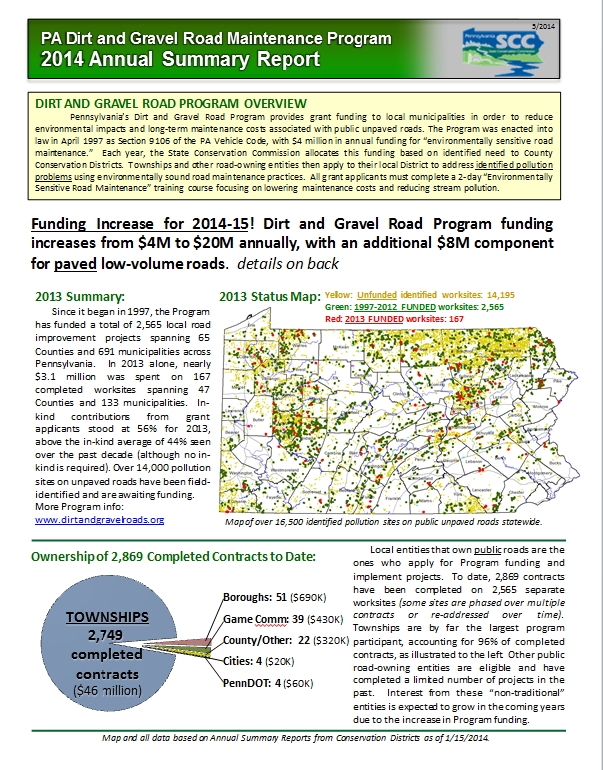 5/2014
PA Dirt and Gravel Road Maintenance Program
2014 Annual Summary Report
Pennsylvania
SCC
State Conservation Commission
DIRT AND GRAVEL ROAD PROGRAM OVERVIEW
Pennsylvania's Dirt and Gravel Road Program provides grant funding to local municipalities in order to reduce
environmental impacts and long-term maintenance costs associated with public unpaved roads. The Program was enacted into
law in April 1997 as Section 9106 of the PA Vehicle Code, with $4 million in annual funding for "environmentally sensitive road
maintenance." Each year, the State Conservation Commission allocates this funding based on identified need to County
Conservation Districts. Townships and other road-owning entities then apply to their local District to address identified pollution
problems using environmentally sound road maintenance practices. All grant applicants must complete a 2-day "Environmentally
Sensitive Road Maintenance" training course focusing on lowering maintenance costs and reducing stream pollution.
Funding Increase for 2014-15! Dirt and Gravel Road Program funding
increases from $4M to $20M annually, with an additional $8M component
for paved low-volume roads. details on back
2013 Summary:
Since it began in 1997, the Program
has funded a total of 2,565 local road
improvement projects spanning 65
Counties and 691 municipalities across
Pennsylvania. In 2013 alone, nearly
$3.1 million was spent on 167
completed worksites spanning 47
Counties and 133 municipalities. In-
kind contributions from grant
applicants stood at 56% for 2013,
above the in-kind average of 44% seen
over the past decade (although no in-
kind is required). Over 14,000 pollution
sites on unpaved roads have been field-
identified and are awaiting funding.
More Program info:
www.dirtandgravelroads.org
2013 Status Map:
Yellow: Unfunded identified worksites: 14,195
Green: 1997-2012 FUNDED worksites: 2,565
Red: 2013 FUNDED worksites: 167
Map of over 16,500 identified pollution sites on public unpaved roads statewide.
Ownership of 2,869 Completed Contracts to Date:
TOWNSHIPS
2,749
completed
contracts
($46 million)
Boroughs: 51 ($690K)
Game Comm: 39 ($430K)
County/Other: 22 ($320K)
Cities: 4 ($20K)
PennDOT: 4 ($60K)
Local entities that own public roads are the
ones who apply for Program funding and
implement projects. To date, 2,869 contracts
have been completed on 2,565 separate
worksites (some sites are phased over multiple
contracts or re-addressed over time).
Townships are by far the largest program
participant, accounting for 96% of completed
contracts, as illustrated to the left. Other public
road-owning entities are eligible and have
completed a limited number of projects in the
past. Interest from these "non-traditional"
entities is expected to grow in the coming years
due to the increase in Program funding.
Map and all data based on Annual Summary Reports from Conservation Districts as of 1/15/2014.